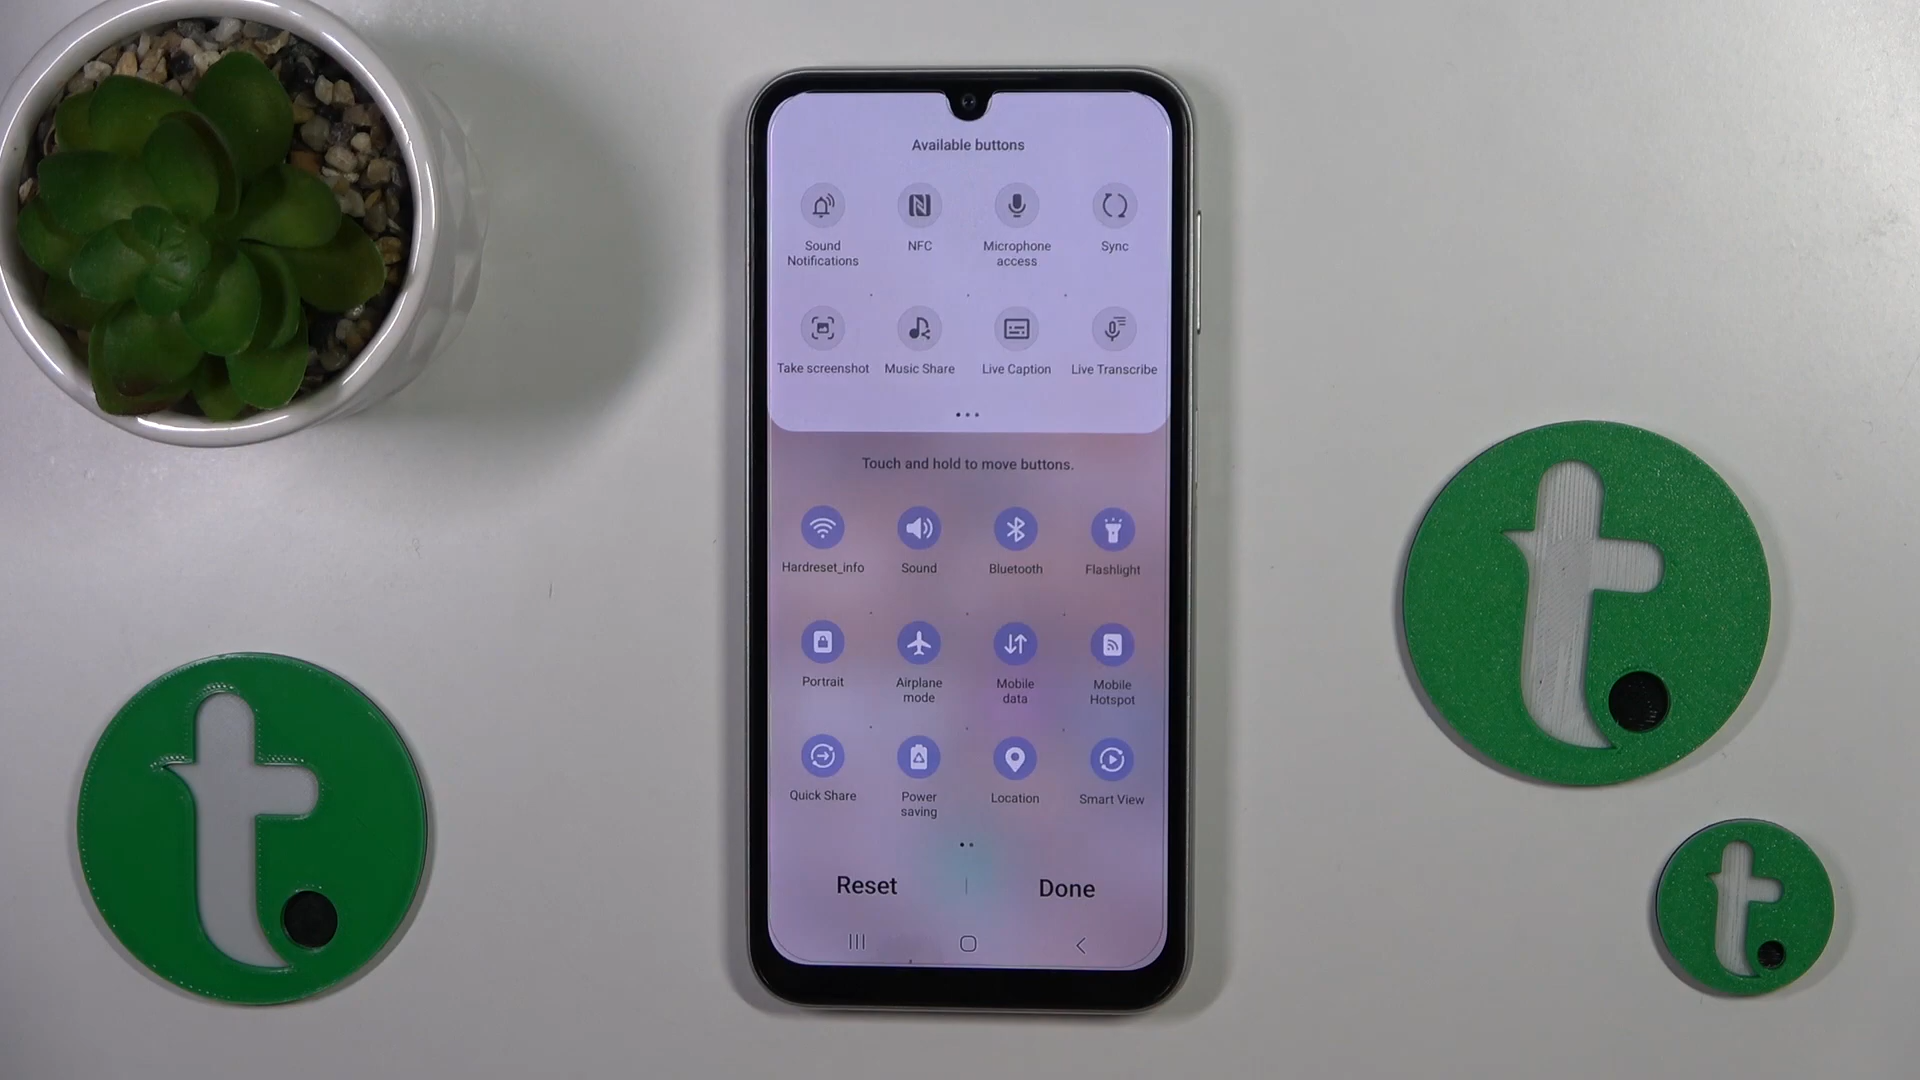 Available buttons
Sound Notifications
NFC
Microphone access
Sync
Take screenshot
Music Share
Live Caption
Live Transcribe
Touch and hold to move buttons.
Hardreset_info
Sound
Bluetooth
Flashlight
Portrait
Airplane mode
Mobile data
Mobile Hotspot
Quick Share
Power saving
Location
Smart View
Reset
Done
t.
t.
t.